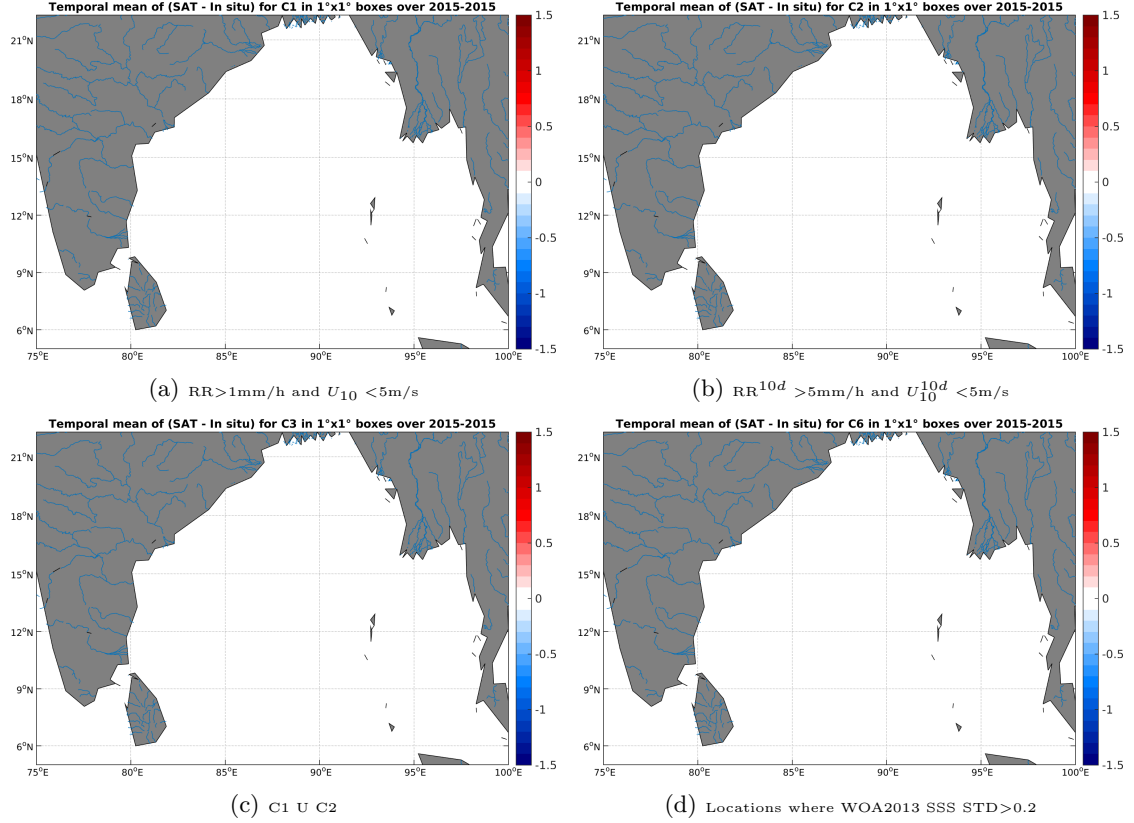 Temporal mean of (SAT - In situ) for C1 in 1°x1° boxes over 2015-2015
21°N
18°N
15°N
12°N
9°N
6°N
75°E 80°E 85°E 90°E 95°E 100°E
1.5
1
0.5
0
-0.5
-1
-1.5
(a) RR>1mm/h and U10 <5m/s
Temporal mean of (SAT - In situ) for C2 in 1°x1° boxes over 2015-2015
21°N
18°N
15°N
12°N
9°N
6°N
75°E 80°E 85°E 90°E 95°E 100°E
1.5
1
0.5
0
-0.5
-1
-1.5
(b) RR^10d >5mm/h and U10^10d <5m/s
Temporal mean of (SAT - In situ) for C3 in 1°x1° boxes over 2015-2015
21°N
18°N
15°N
12°N
9°N
6°N
75°E 80°E 85°E 90°E 95°E 100°E
1.5
1
0.5
0
-0.5
-1
-1.5
(c) C1 U C2
Temporal mean of (SAT - In situ) for C6 in 1°x1° boxes over 2015-2015
21°N
18°N
15°N
12°N
9°N
6°N
75°E 80°E 85°E 90°E 95°E 100°E
1.5
1
0.5
0
-0.5
-1
-1.5
(d) Locations where WOA2013 SSS STD>0.2